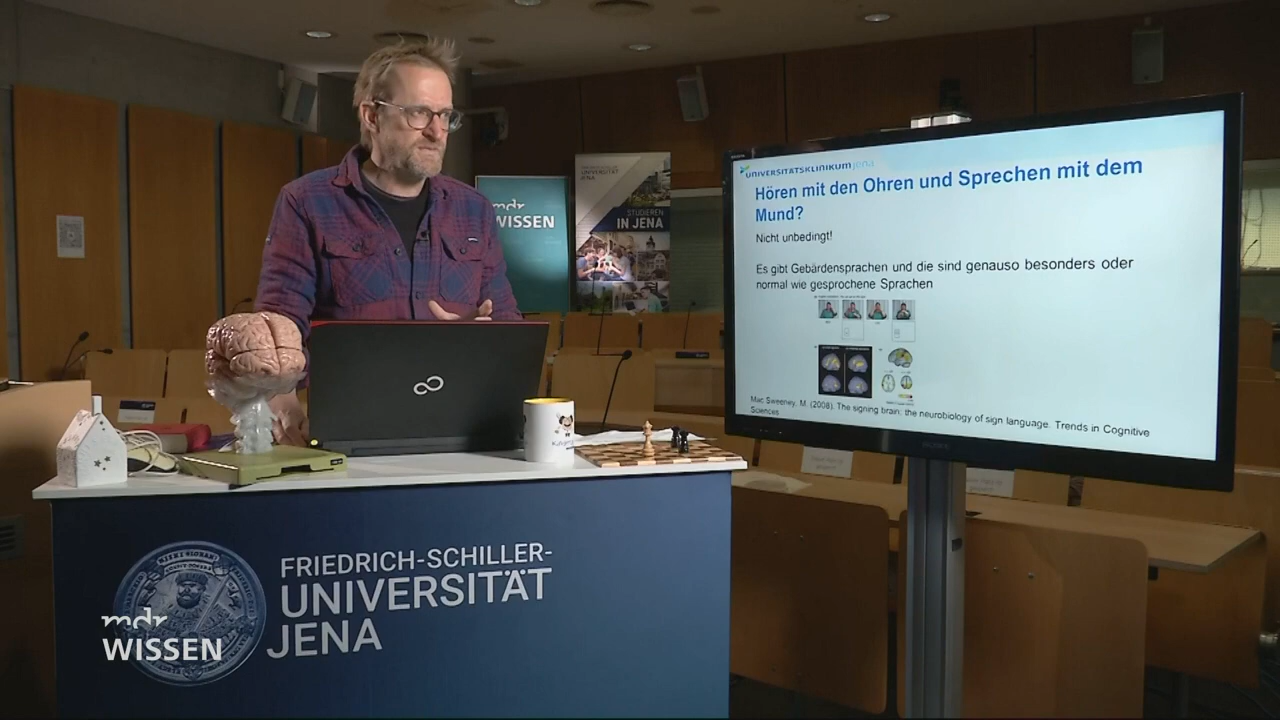 UNIVERSITÄTSKLINIKUM jena
Hören mit den Ohren und Sprechen mit dem
Mund?
Nicht unbedingt!
Es gibt Gebärdensprachen und die sind genauso besonders oder
normal wie gesprochene Sprachen
Mac Sweeney, M. (2008). The signing brain: the neurobiology of sign language. Trends in Cognitive
Sciences
mdr
WISSEN
UNIVERSITÄT
JENA
STUDIEREN
IN JENA
FRIEDRICH-SCHILLER-
UNIVERSITÄT
JENA
mdr
WISSEN